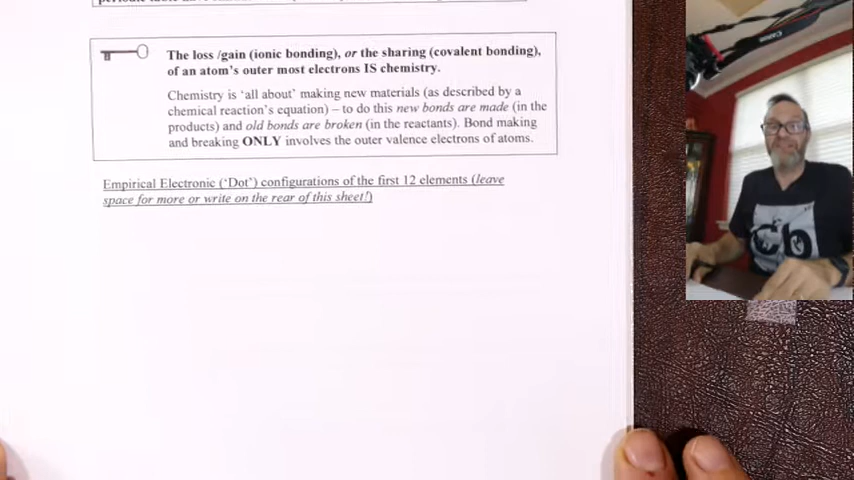 The loss /gain (ionic bonding), or the sharing (covalent bonding),
of an atom's outer most electrons IS chemistry.
Chemistry is 'all about' making new materials (as described by a
chemical reaction's equation) – to do this new bonds are made (in the
products) and old bonds are broken (in the reactants). Bond making
and breaking ONLY involves the outer valence electrons of atoms.
Empirical Electronic ('Dot') configurations of the first 12 elements (leave
space for more or write on the rear of this sheet!)
Canon
Cb